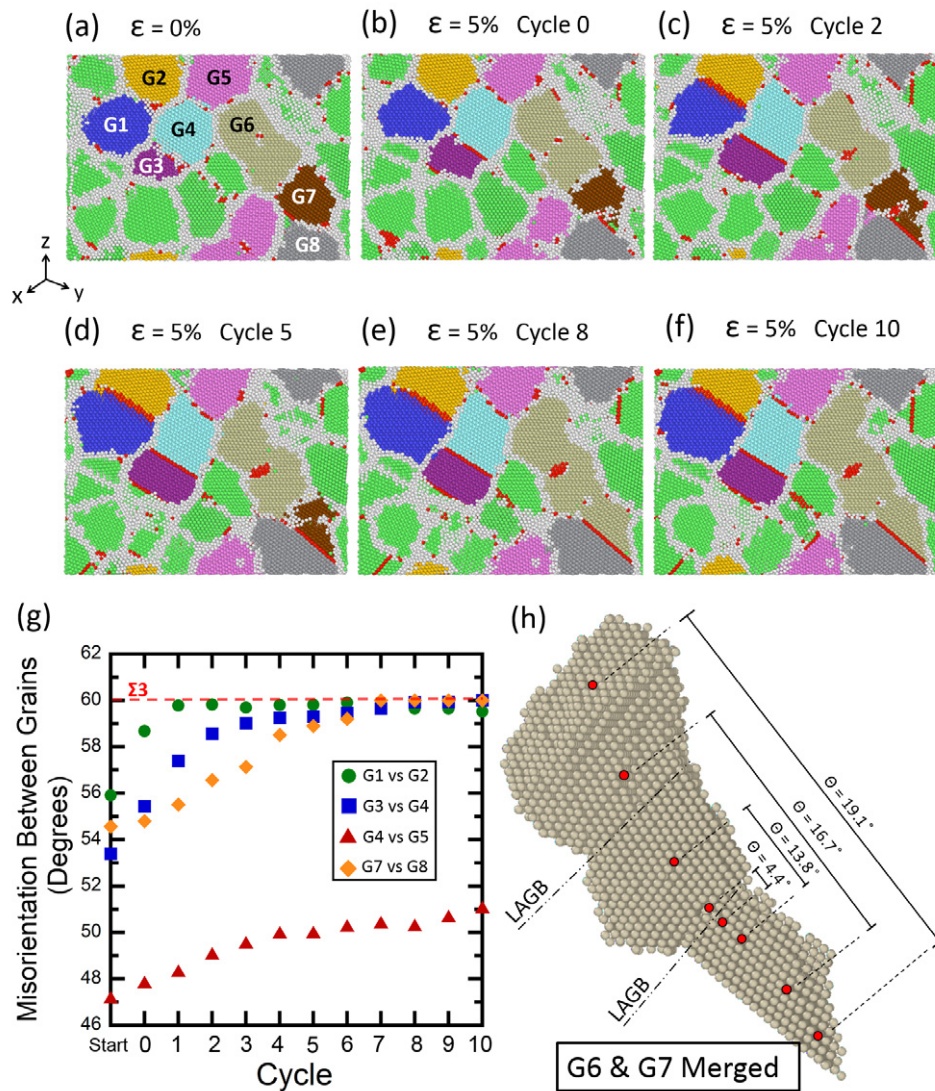 (a) ε = 0%
(b) ε = 5% Cycle 0
(c) ε = 5% Cycle 2
G2 G5
G1 G4 G6
G3
G7
G8
z
x y
(d) ε = 5% Cycle 5
(e) ε = 5% Cycle 8
(f) ε = 5% Cycle 10
(g)
Misorientation Between Grains
(Degrees)
62
60
58
56
54
52
50
48
46
Σ3
G1 vs G2
G3 vs G4
G4 vs G5
G7 vs G8
Start 0 1 2 3 4 5 6 7 8 9 10
Cycle
(h)
Θ = 19.1°
Θ = 16.7°
Θ = 13.8°
Θ = 4.4°
LAGB
LAGB
G6 & G7 Merged